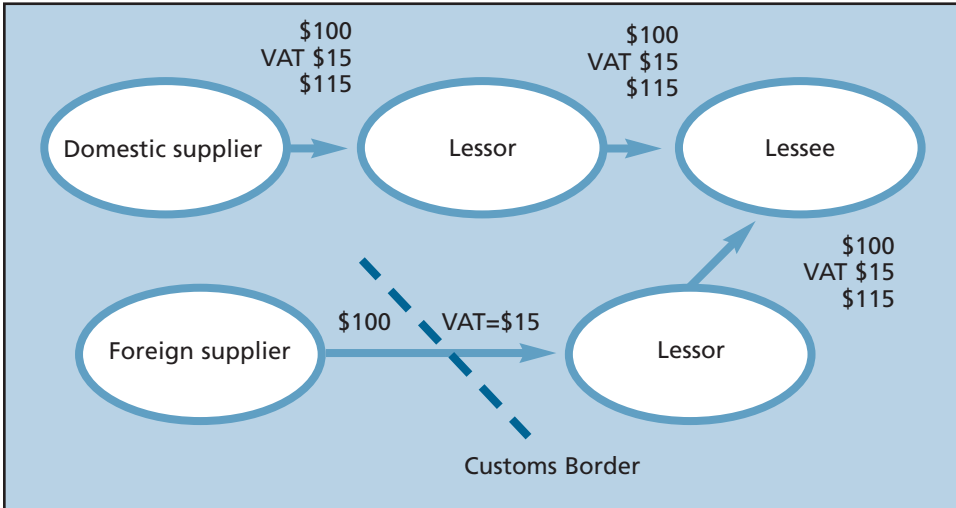 $100
VAT $15
$115
$100
VAT $15
$115
Domestic supplier
Lessor
Lessee
$100
VAT $15
$115
$100
VAT=$15
Foreign supplier
Lessor
Customs Border